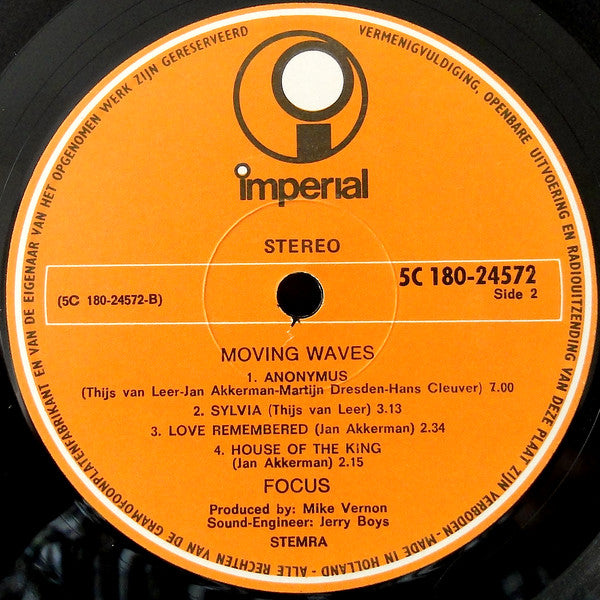 ALLE RECHTEN VAN DE GRAMOFOONPLATENFABRIKANT EN VAN DE EIGENAAR VAN HET OPGENOMEN WERK ZIJN GERESERVEERD
VERMENIGVULDIGING, OPENBARE UITVOERING EN RADIOUITZENDING VAN DEZE PLAAT ZIJN VERBODEN - MADE IN HOLLAND -
imperial
STEREO
5C 180-24572
(5C 180-24572-B)
Side 2
MOVING WAVES
1. ANONYMUS
(Thijs van Leer-Jan Akkerman-Martijn Dresden-Hans Cleuver) 7.00
2. SYLVIA (Thijs van Leer) 3.13
3. LOVE REMEMBERED (Jan Akkerman) 2.34
4. HOUSE OF THE KING
(Jan Akkerman) 2.15
FOCUS
Produced by: Mike Vernon
Sound-Engineer: Jerry Boys
STEMRA